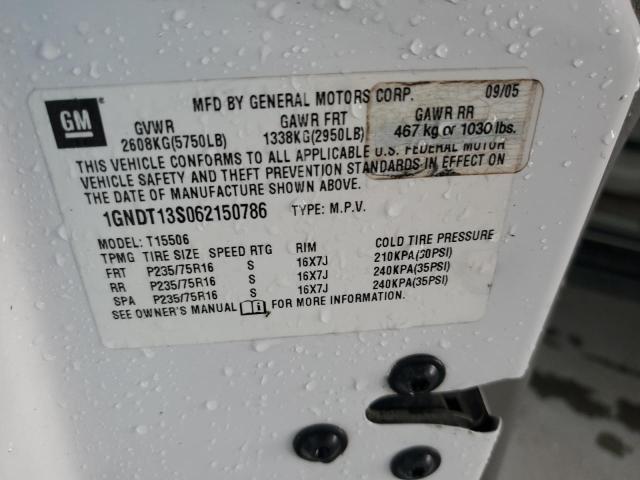 MFD BY GENERAL MOTORS CORP. 09/05
GM GVWR GAWR FRT GAWR RR
2608KG(5750LB) 1338KG(2950LB) 467 kg or 1030 lbs.
THIS VEHICLE CONFORMS TO ALL APPLICABLE U.S. FEDERAL MOTOR
VEHICLE SAFETY AND THEFT PREVENTION STANDARDS IN EFFECT ON
THE DATE OF MANUFACTURE SHOWN ABOVE.
1GNDT13S062150786 TYPE: M.P.V.
MODEL: T15506
TPMG TIRE SIZE SPEED RTG RIM COLD TIRE PRESSURE
FRT P235/75R16 S 16X7J 210KPA(30PSI)
RR P235/75R16 S 16X7J 240KPA(35PSI)
SPA P235/75R16 S 16X7J 240KPA(35PSI)
SEE OWNER'S MANUAL FOR MORE INFORMATION.